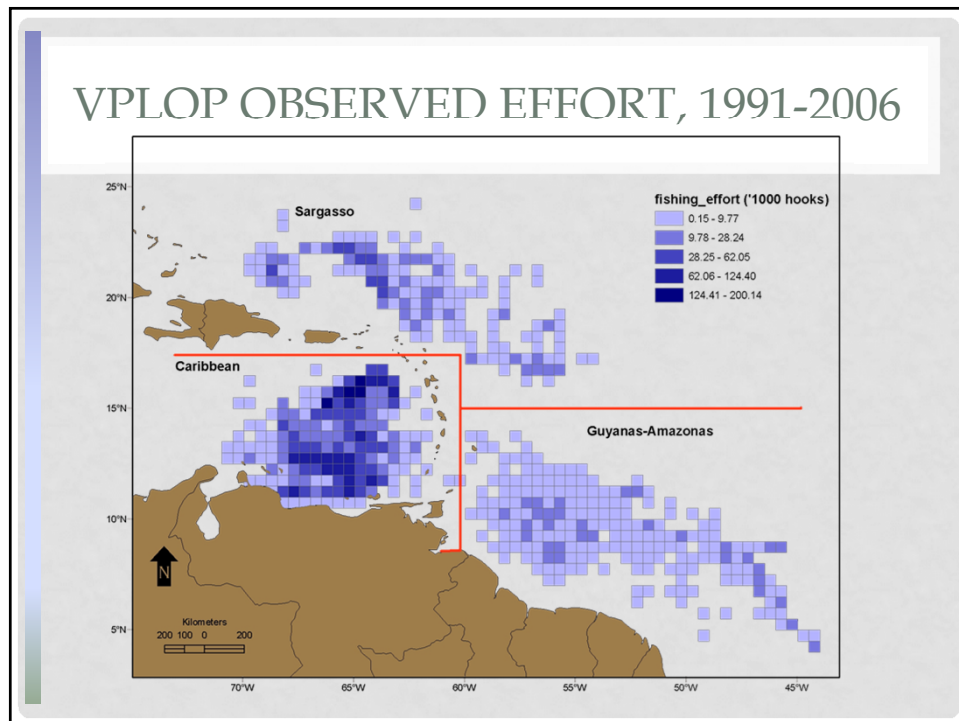 VPLOP OBSERVED EFFORT, 1991-2006
25°N
20°N
15°N
10°N
5°N
Sargasso
fishing_effort ('1000 hooks)
0.15 - 9.77
9.78 - 28.24
28.25 - 62.05
62.06 - 124.40
124.41 - 200.14
Caribbean
Guyanas-Amazonas
N
Kilometers
200 100 0 200
70°W 65°W 60°W 55°W 50°W 45°W